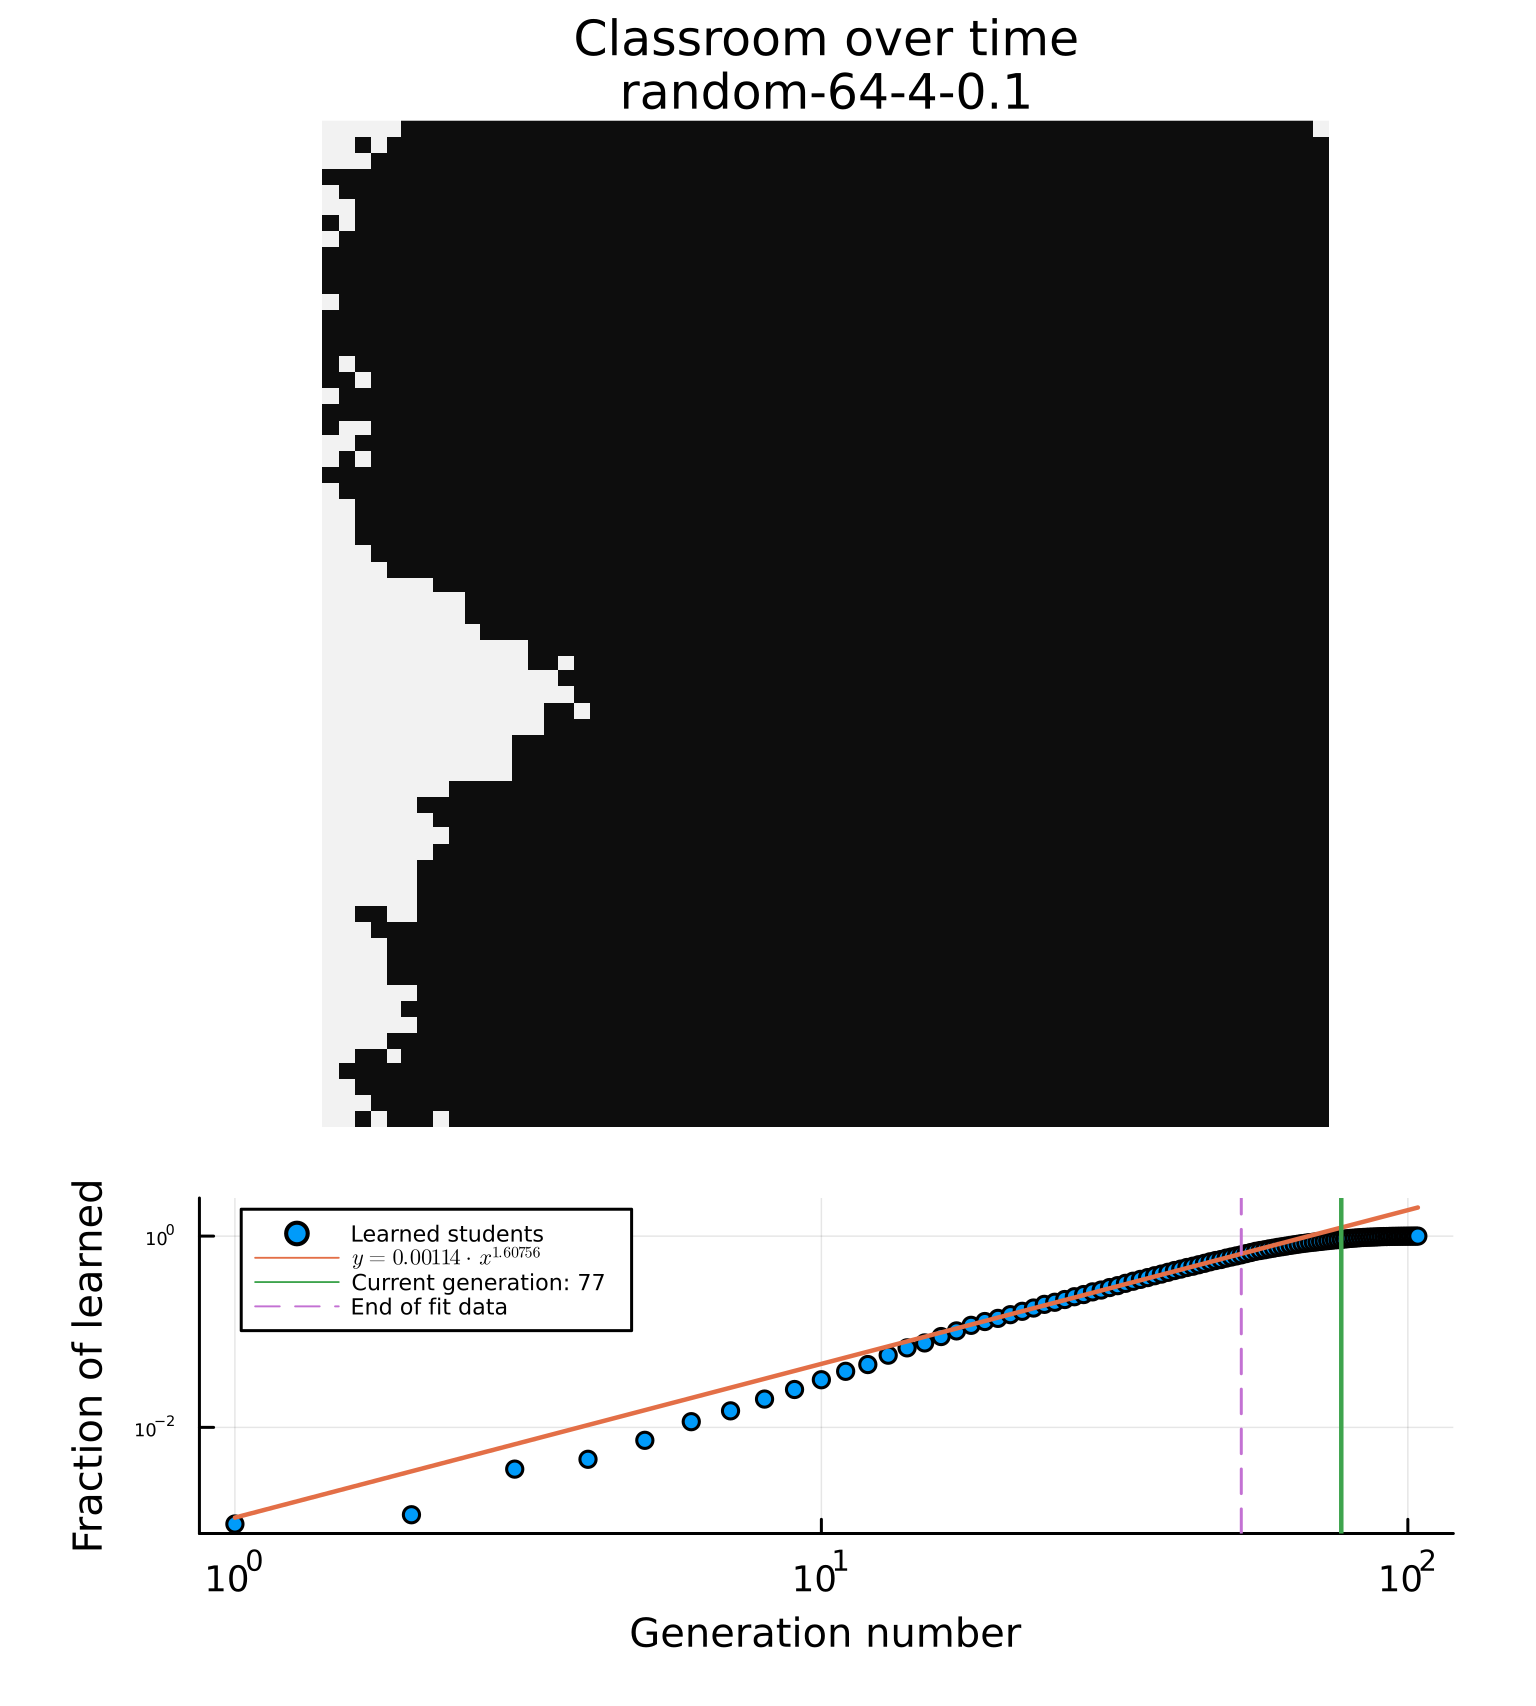 Classroom over time
random-64-4-0.1
Fraction of learned
10⁰
10⁻²
Learned students
y = 0.00114 · x^1.60756
Current generation: 77
End of fit data
10⁰ 10¹ 10²
Generation number